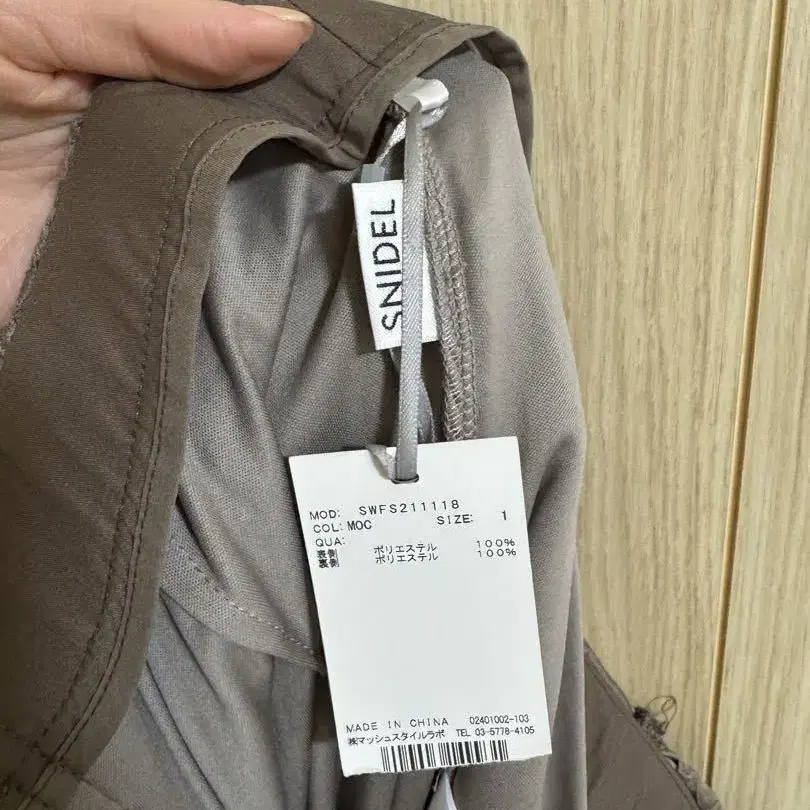 SNIDEL
MOD: SWFS211118
COL: MOC SIZE: 1
QUA:
表側 ポリエステル 100%
裏側 ポリエステル 100%
MADE IN CHINA 02401002-103
㈱マッシュスタイルラボ TEL 03-5778-4105